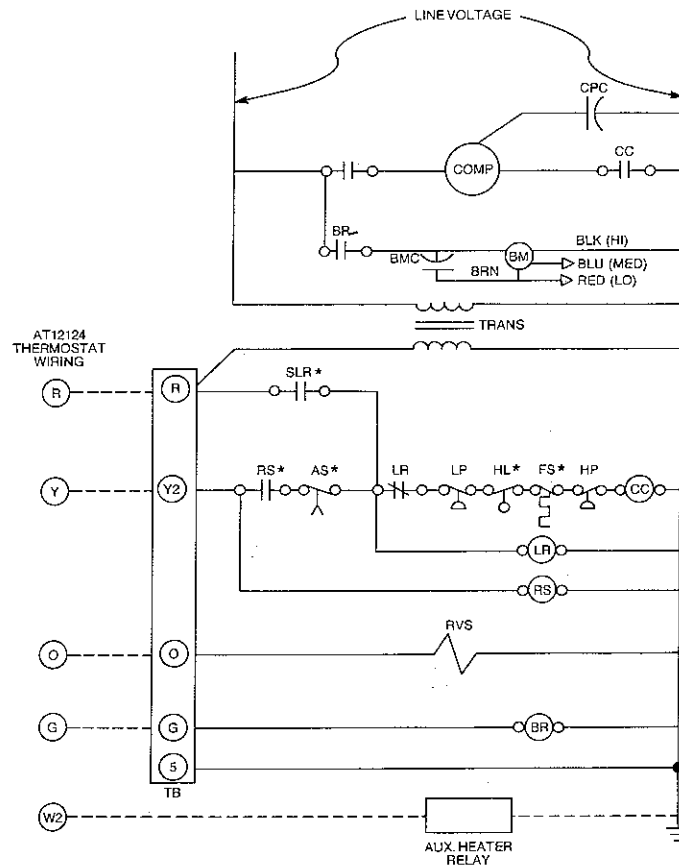 LINE VOLTAGE
CPC
COMP
CC
BR
BMC
BM
BLK (HI)
BLU (MED)
BRN
RED (LO)
TRANS
AT12124
THERMOSTAT
WIRING
R
R
SLR*
Y
Y2
RS*
AS*
LR
LP
HL*
FS*
HP
CC
LR
RS
RVS
O
O
G
G
BR
5
TB
W2
AUX. HEATER
RELAY